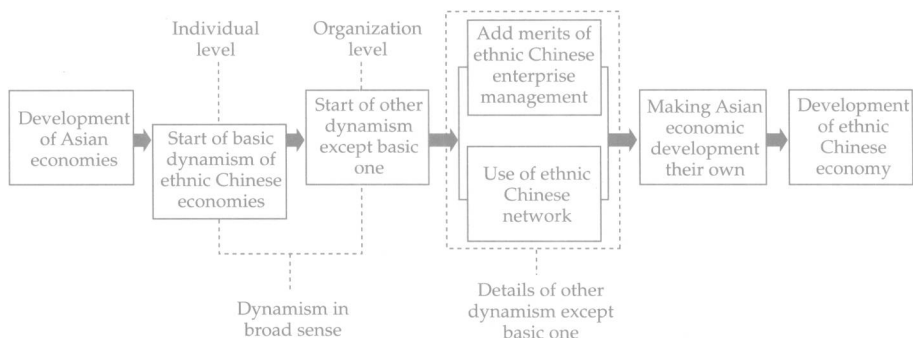 Individual
level
Organization
level
Add merits of
ethnic Chinese
enterprise
management
Development
of Asian
economies
Start of basic
dynamism of
ethnic Chinese
economies
Start of other
dynamism
except basic
one
Use of ethnic
Chinese
network
Making Asian
economic
development
their own
Development
of ethnic
Chinese
economy
Dynamism in
broad sense
Details of other
dynamism except
basic one